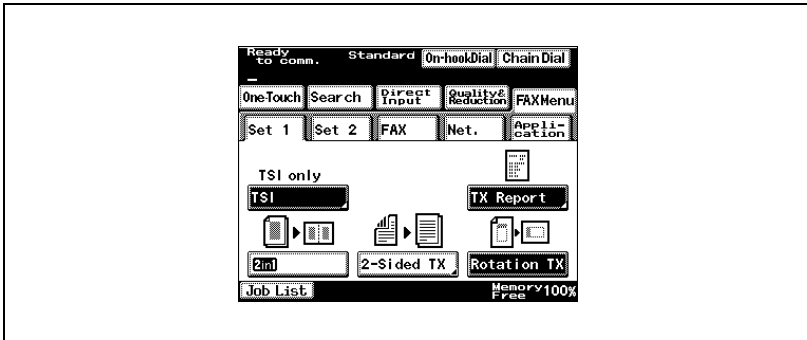 Ready to comm. Standard On-hookDial Chain Dial
One-Touch Search Direct Input Quality& Reduction FAXMenu
Set 1 Set 2 FAX Net. Appli- cation
TSI only
TSI TX Report
2in1 2-Sided TX Rotation TX
Job List Memory Free 100%